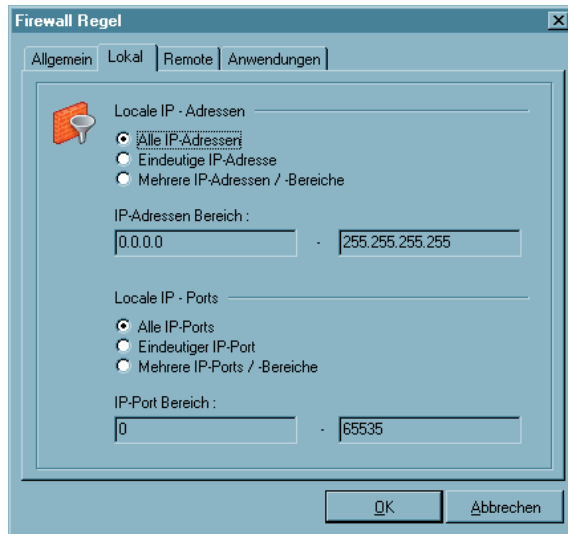 Firewall Regel
Allgemein Lokal Remote Anwendungen
Locale IP - Adressen
Alle IP-Adressen
Eindeutige IP-Adresse
Mehrere IP-Adressen / -Bereiche
IP-Adressen Bereich :
0.0.0.0 - 255.255.255.255
Locale IP - Ports
Alle IP-Ports
Eindeutiger IP-Port
Mehrere IP-Ports / -Bereiche
IP-Port Bereich :
0 - 65535
OK Abbrechen